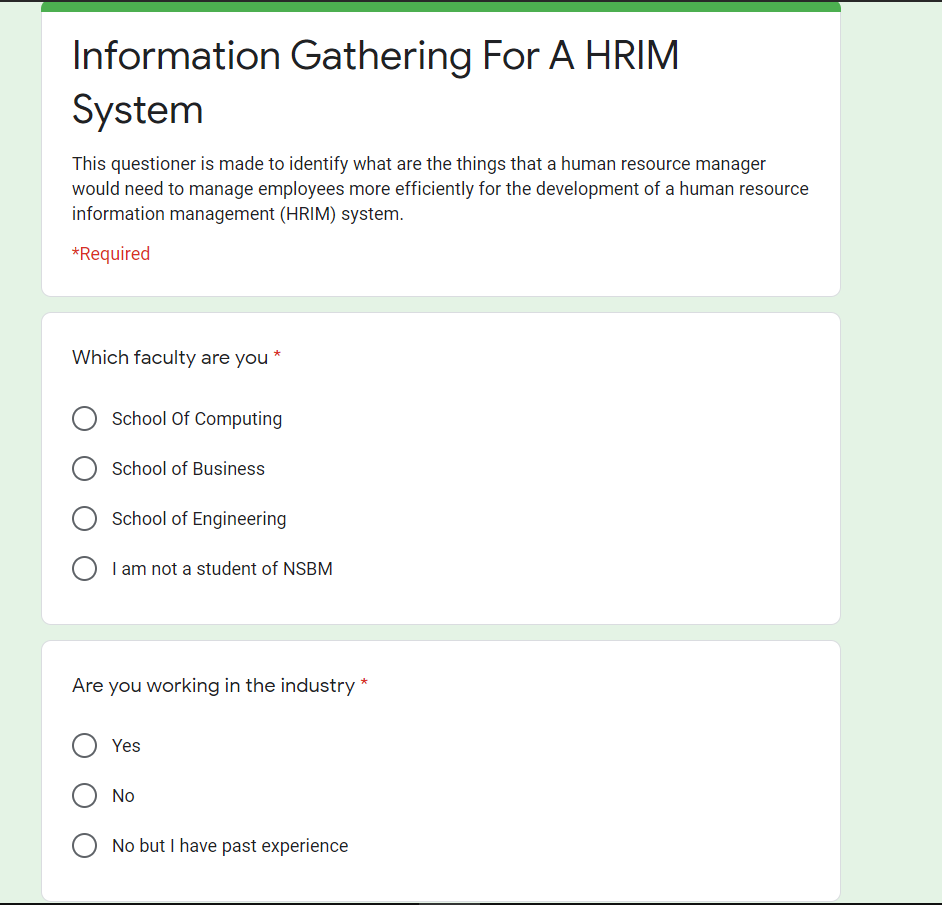 Information Gathering For A HRIM
System
This questioner is made to identify what are the things that a human resource manager
would need to manage employees more efficiently for the development of a human resource
information management (HRIM) system.
*Required
Which faculty are you *
School Of Computing
School of Business
School of Engineering
I am not a student of NSBM
Are you working in the industry *
Yes
No
No but I have past experience